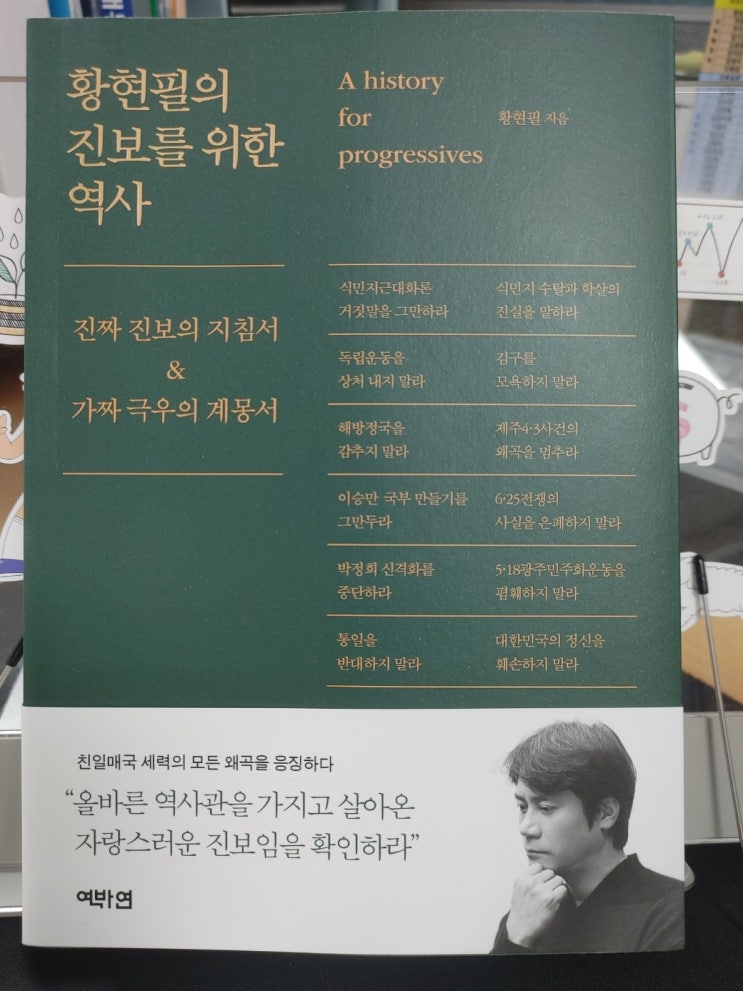 황현필의
진보를 위한
역사
A history
for
progressives
황현필 지음
진짜 진보의 지침서
&
가짜 극우의 계몽서
식민지근대화론
거짓말을 그만하라
식민지 수탈과 학살의
진실을 말하라
독립운동을
상처 내지 말라
김구를
모욕하지 말라
해방정국을
감추지 말라
제주4·3사건의
왜곡을 멈추라
이승만 국부 만들기를
그만두라
6·25전쟁의
사실을 은폐하지 말라
박정희 신격화를
중단하라
5·18광주민주화운동을
폄훼하지 말라
통일을
반대하지 말라
대한민국의 정신을
훼손하지 말라
친일매국 세력의 모든 왜곡을 응징하다
“올바른 역사관을 가지고 살아온
자랑스러운 진보임을 확인하라”
역바연